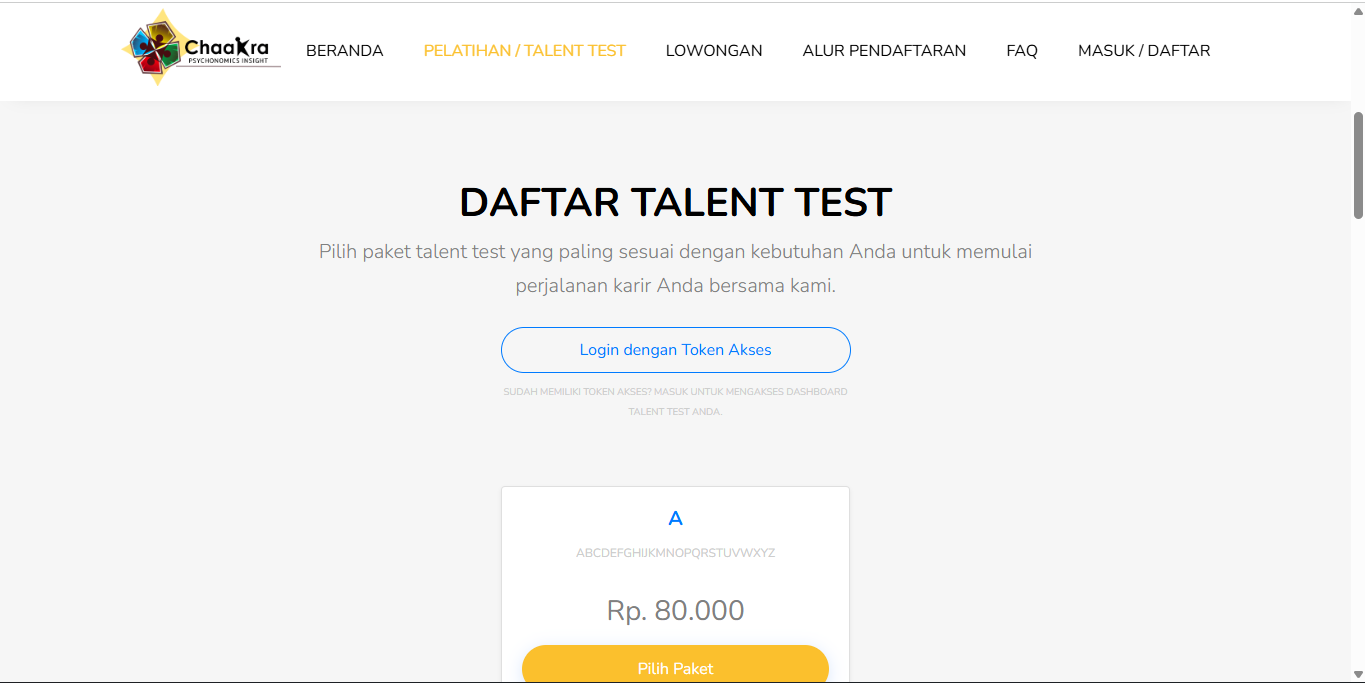 Chaakra
PSYCHONOMICS INSIGHT
BERANDA
PELATIHAN / TALENT TEST
LOWONGAN
ALUR PENDAFTARAN
FAQ
MASUK / DAFTAR
DAFTAR TALENT TEST
Pilih paket talent test yang paling sesuai dengan kebutuhan Anda untuk memulai
perjalanan karir Anda bersama kami.
Login dengan Token Akses
SUDAH MEMILIKI TOKEN AKSES? MASUK UNTUK MENGAKSES DASHBOARD
TALENT TEST ANDA.
A
ABCDEFGHIJKMNOPQRSTUVWXYZ
Rp. 80.000
Pilih Paket